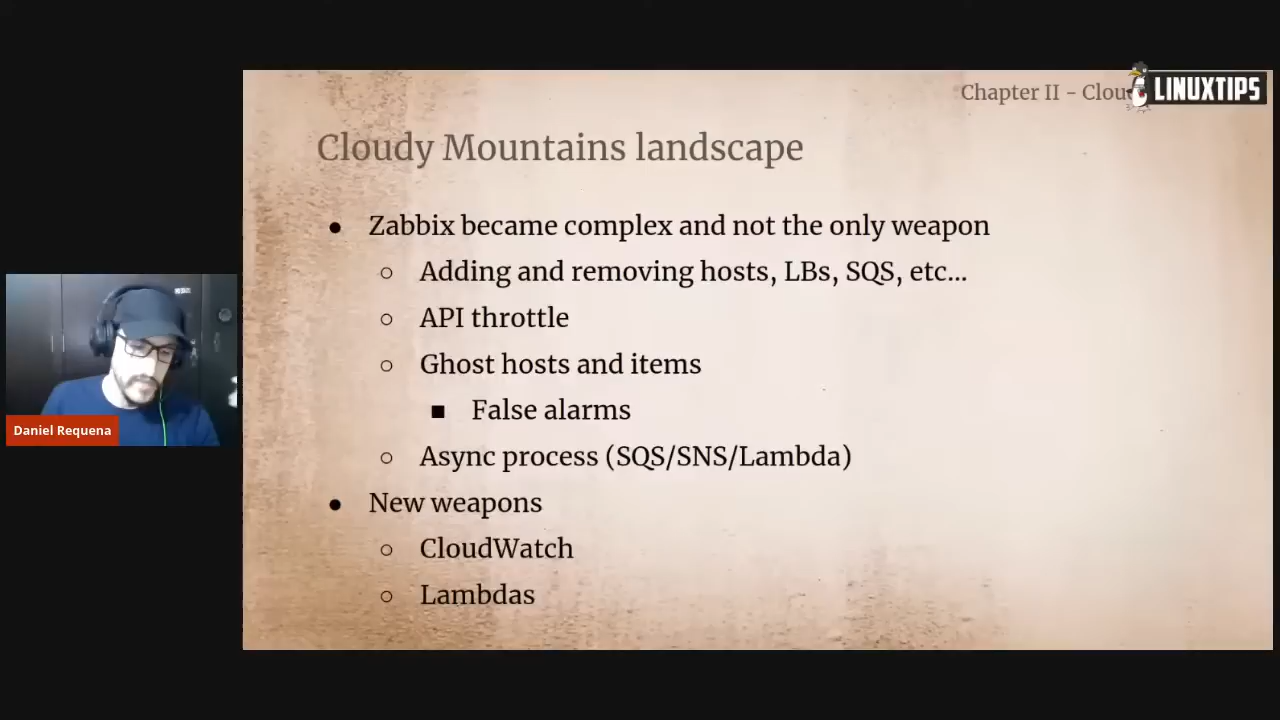 Chapter II - Clou
LINUXTIPS
Cloudy Mountains landscape
● Zabbix became complex and not the only weapon
○ Adding and removing hosts, LBs, SQS, etc...
○ API throttle
○ Ghost hosts and items
■ False alarms
○ Async process (SQS/SNS/Lambda)
● New weapons
○ CloudWatch
○ Lambdas
Daniel Requena